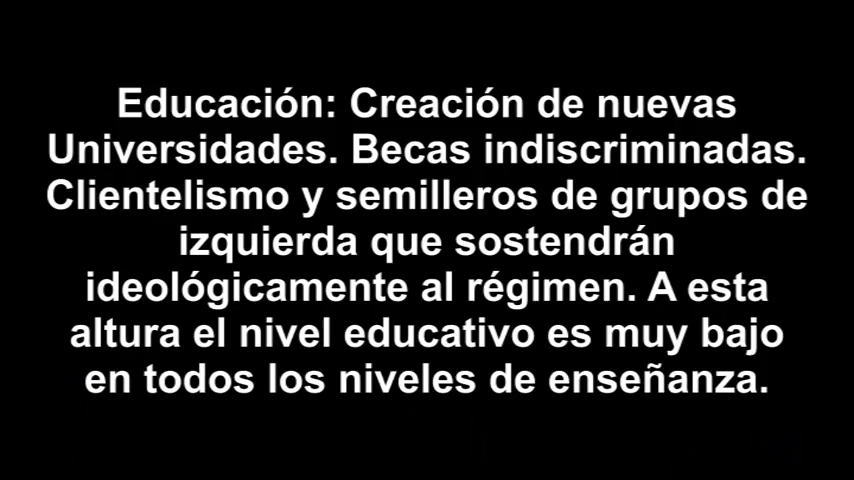 Educación: Creación de nuevas
Universidades. Becas indiscriminadas.
Clientelismo y semilleros de grupos de
izquierda que sostendrán
ideológicamente al régimen. A esta
altura el nivel educativo es muy bajo
en todos los niveles de enseñanza.